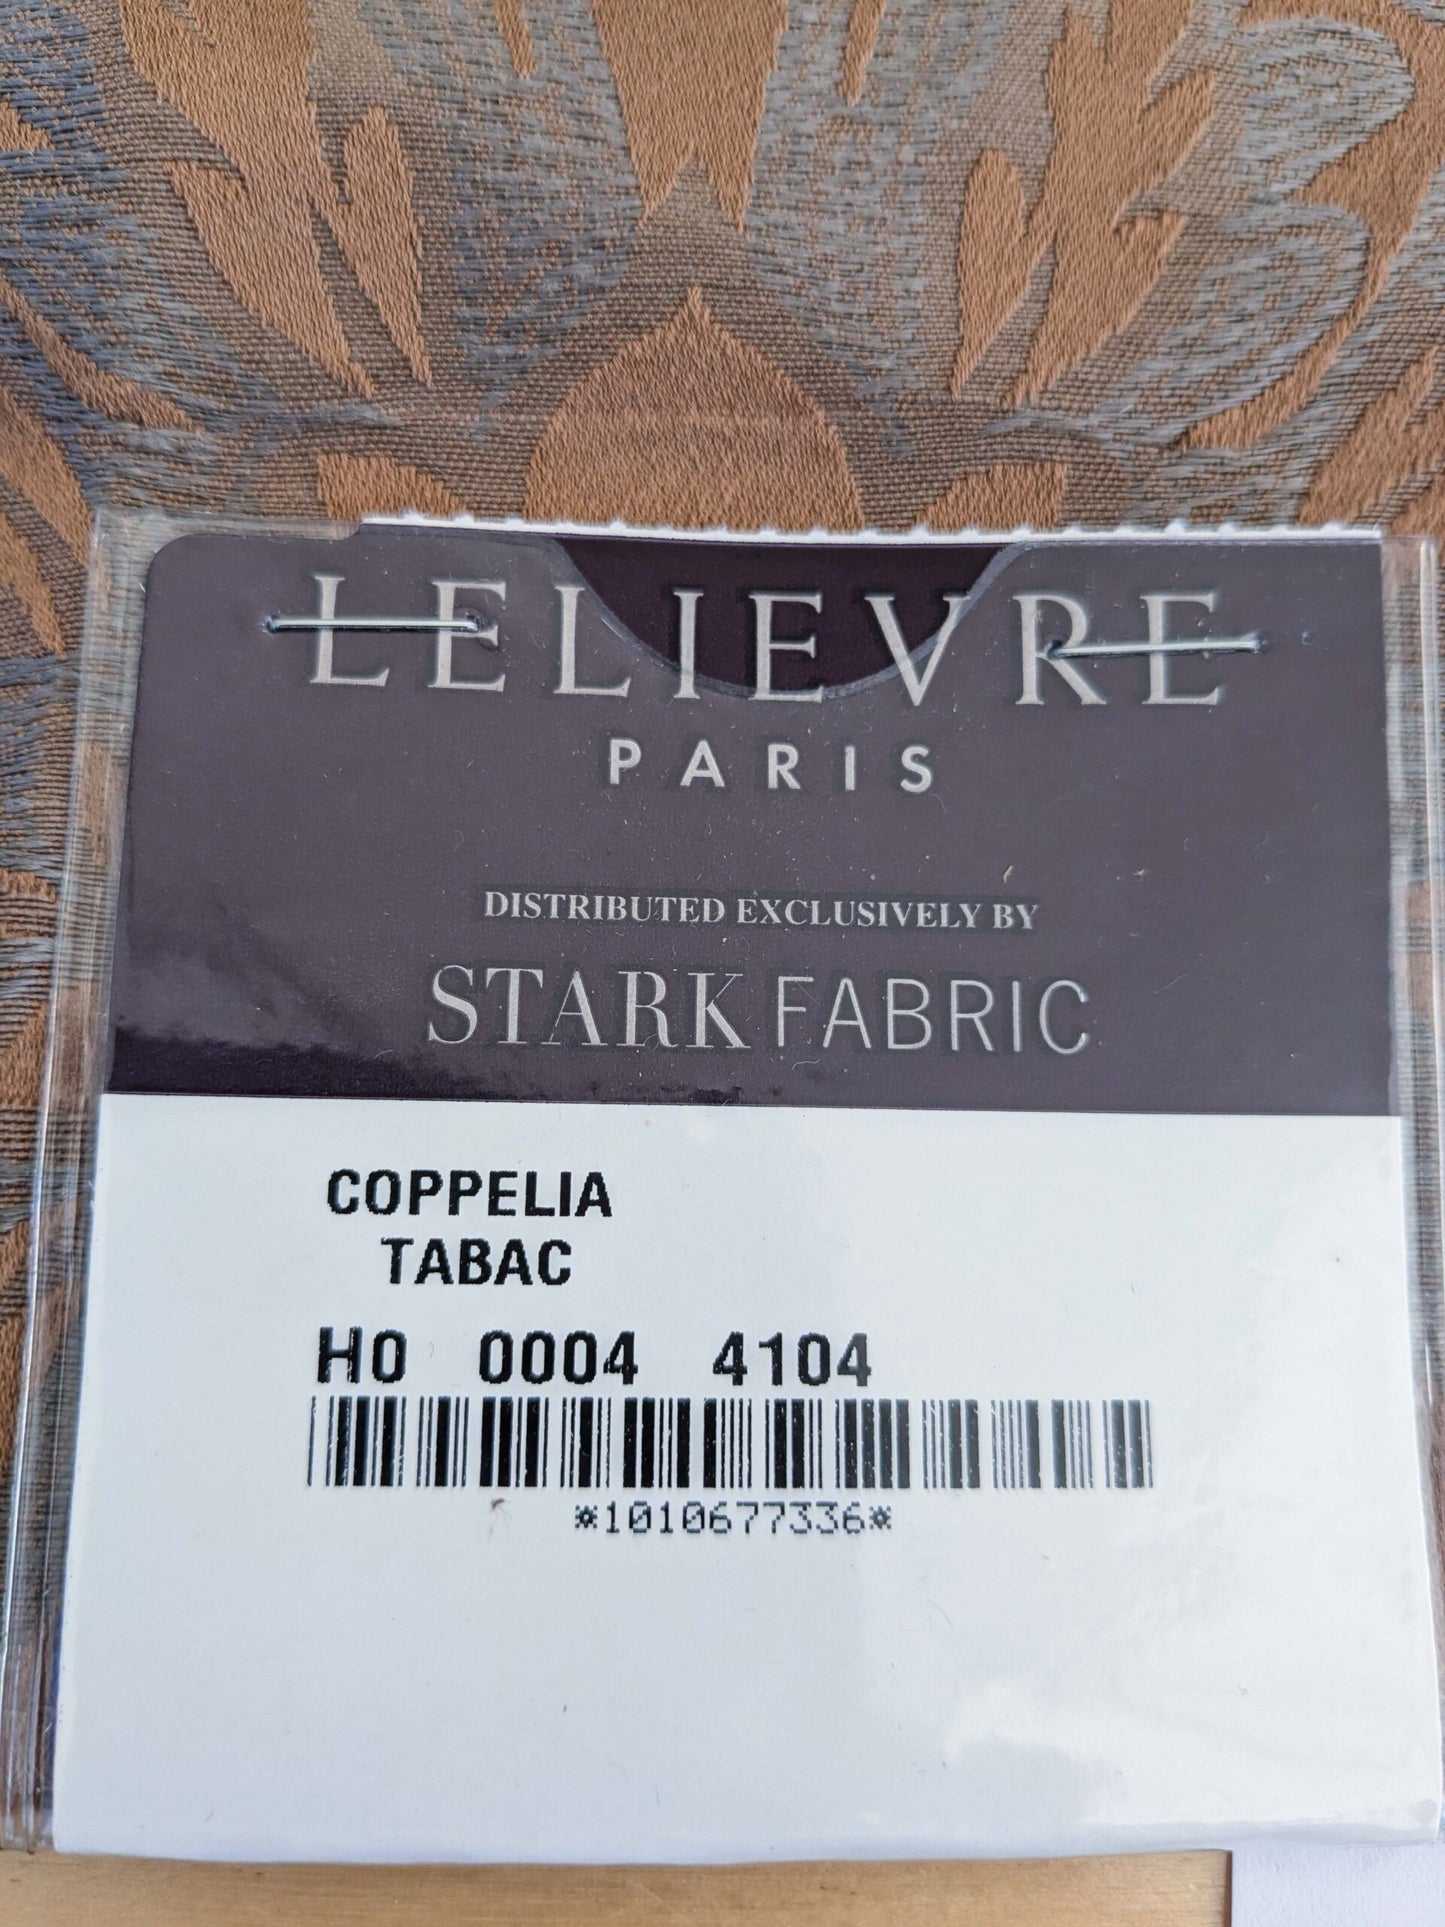 LELIEVRE
PARIS
DISTRIBUTED EXCLUSIVELY BY
STARK FABRIC
COPPELIA
TABAC
H0 0004 4104
*1010677336*